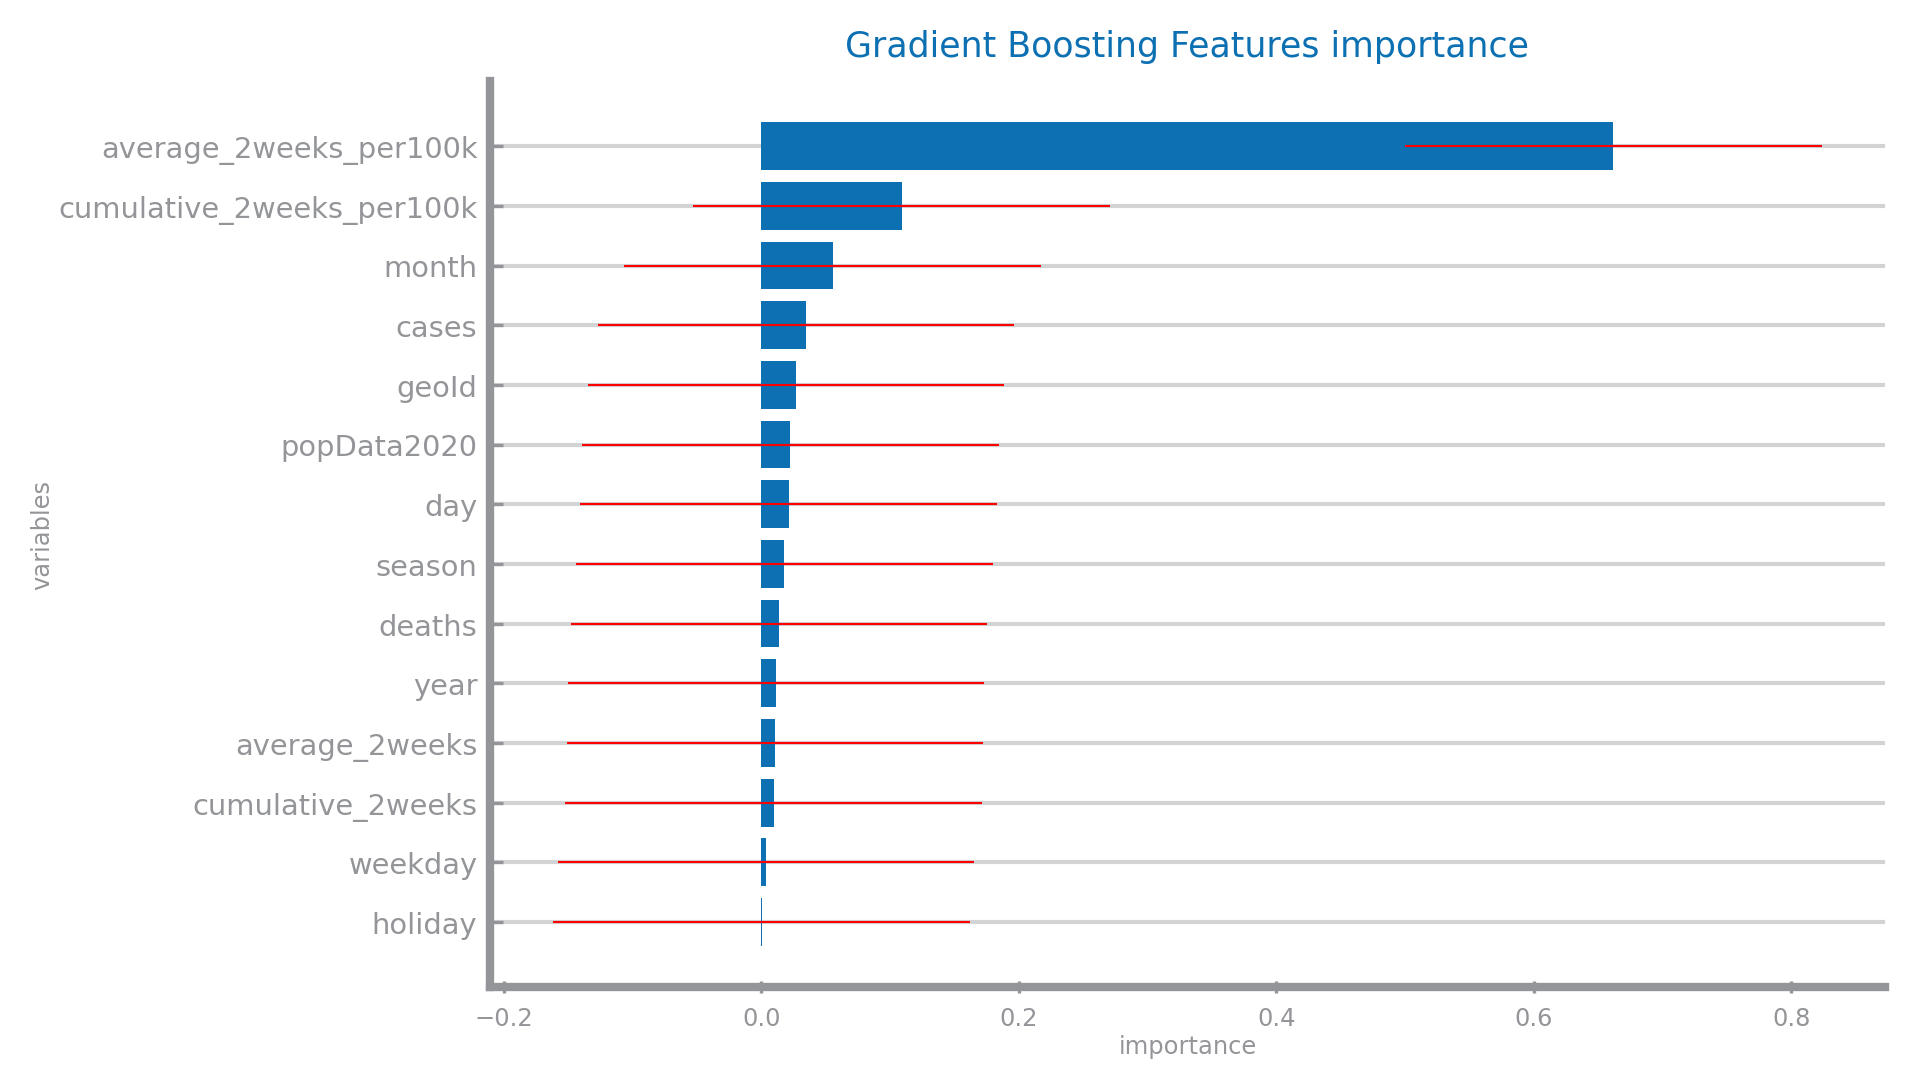 Gradient Boosting Features importance
average_2weeks_per100k
cumulative_2weeks_per100k
month
cases
geoId
popData2020
day
season
deaths
year
average_2weeks
cumulative_2weeks
weekday
holiday
variables
−0.2 0.0 0.2 0.4 0.6 0.8
importance